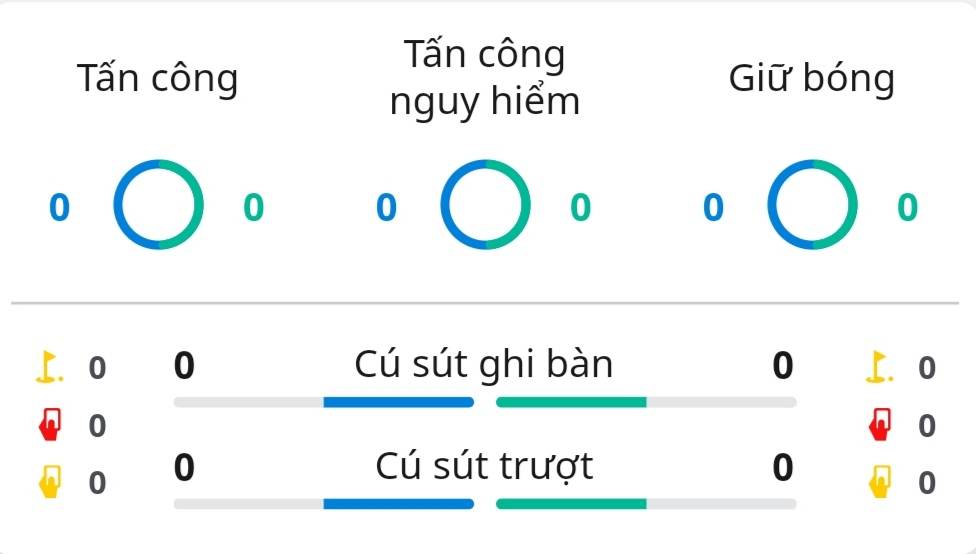 Tấn công
Tấn công
nguy hiểm
Giữ bóng
0 0 0 0 0 0
0 0 Cú sút ghi bàn 0 0
0 0
0 0 Cú sút trượt 0 0